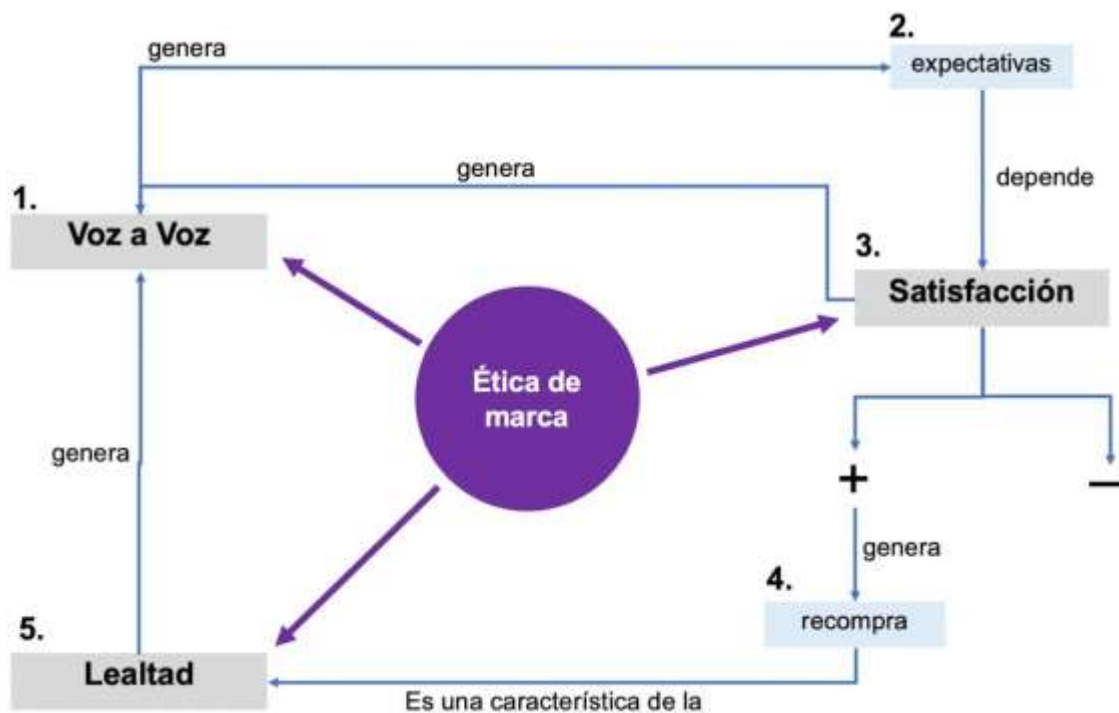 genera
2.
expectativas
genera
depende
1.
Voz a Voz
3.
Satisfacción
Ética de
marca
genera
+
–
genera
4.
recompra
5.
Lealtad
Es una característica de la